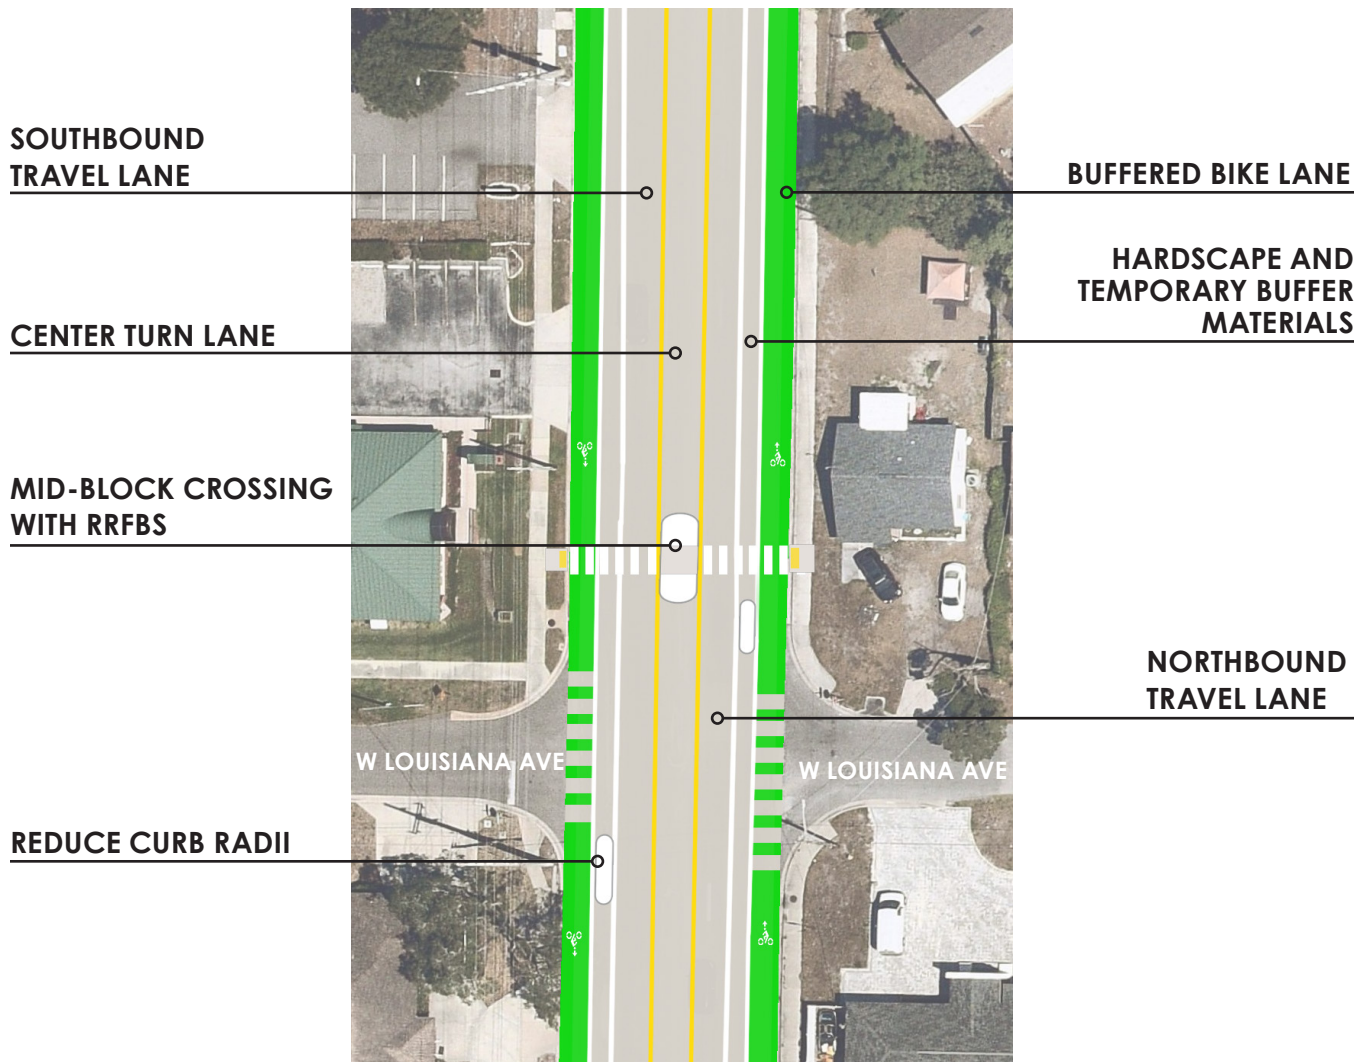 SOUTHBOUND
TRAVEL LANE
CENTER TURN LANE
MID-BLOCK CROSSING
WITH RRFBS
REDUCE CURB RADII
W LOUISIANA AVE
W LOUISIANA AVE
BUFFERED BIKE LANE
HARDSCAPE AND
TEMPORARY BUFFER
MATERIALS
NORTHBOUND
TRAVEL LANE